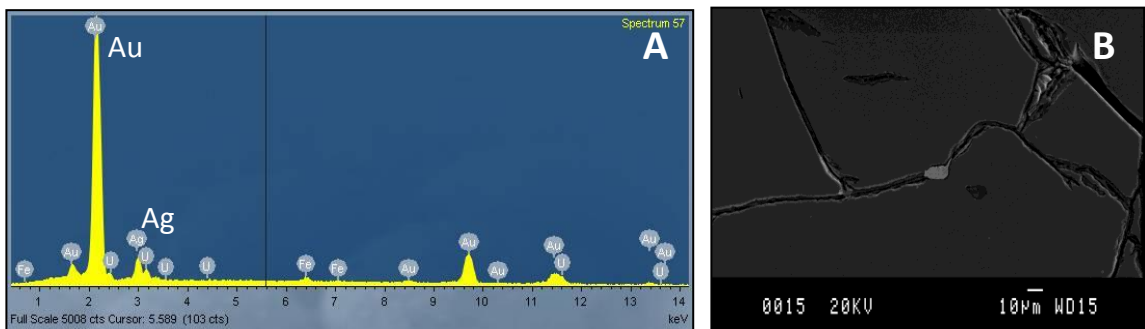 Spectrum 57
A
Au
Au
Ag
Ag
Au
U
U
U
U
Fe
Fe
Fe
Au
Au
Au
Au
U
Au
Au
U
1 2 3 4 5 6 7 8 9 10 11 12 13 14
Full Scale 5008 cts Cursor: 5.589 (103 cts)
keV
B
0015 20KV 10µm WD15